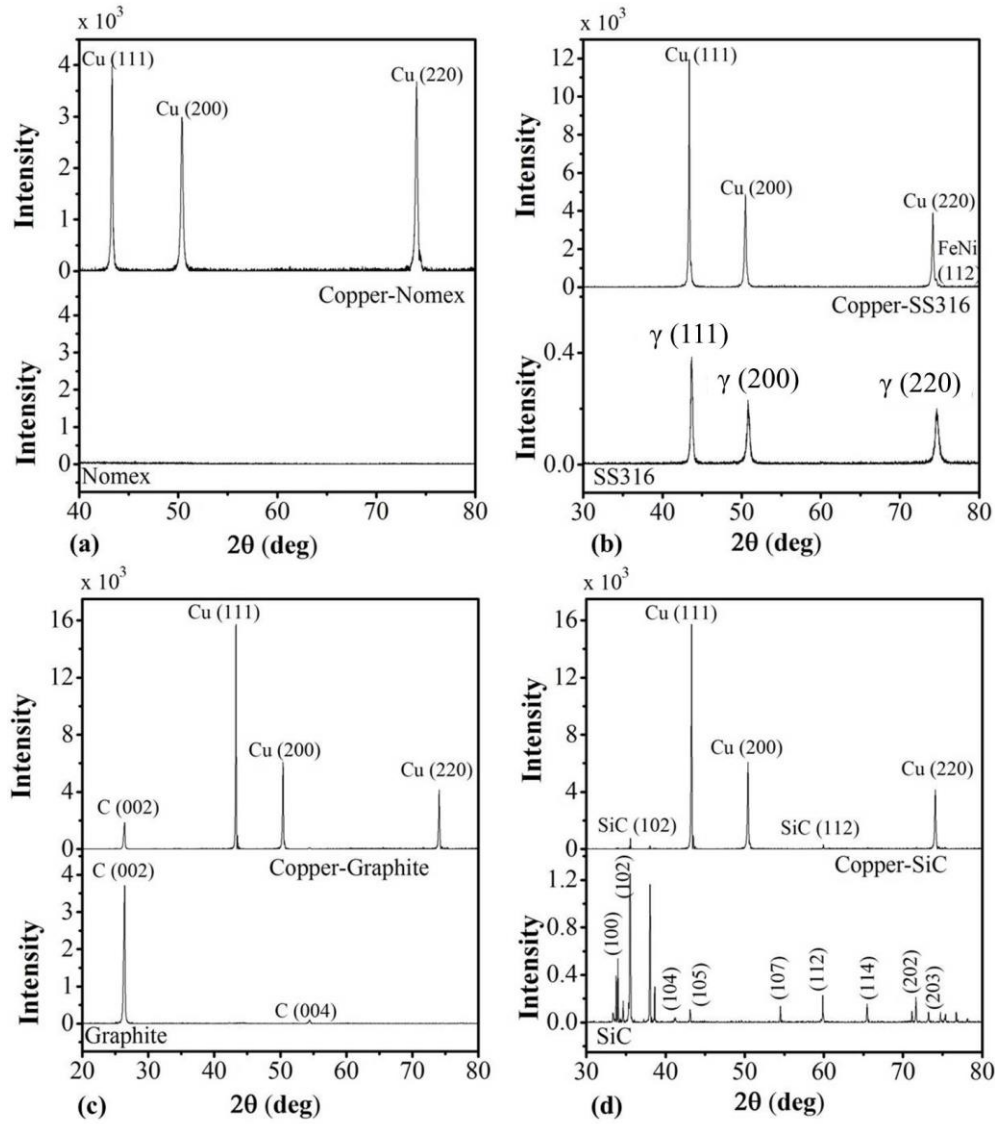 x 10³
4
Cu (111)
Cu (220)
3
Cu (200)
2
1
0
Intensity
Copper-Nomex
4
3
2
1
0
Intensity
Nomex
40 50 60 70 80
(a) 2θ (deg)
x 10³
12
Cu (111)
10
8
6
Cu (200)
4
Cu (220)
2
FeNi
(112)
0
Intensity
Copper-SS316
γ (111)
0.4
γ (200)
γ (220)
0.0
Intensity
SS316
30 40 50 60 70 80
(b) 2θ (deg)
x 10³
16
Cu (111)
12
8
Cu (200)
Cu (220)
4
C (002)
0
Intensity
Copper-Graphite
C (002)
4
3
2
1
C (004)
0
Intensity
Graphite
20 30 40 50 60 70 80
(c) 2θ (deg)
x 10³
16
Cu (111)
12
8
Cu (200)
Cu (220)
4
SiC (102)
SiC (112)
0
Intensity
Copper-SiC
1.2
0.8
0.4
0.0
(100)
(102)
(104)
(105)
(107)
(112)
(114)
(202)
(203)
Intensity
SiC
30 40 50 60 70 80
(d) 2θ (deg)